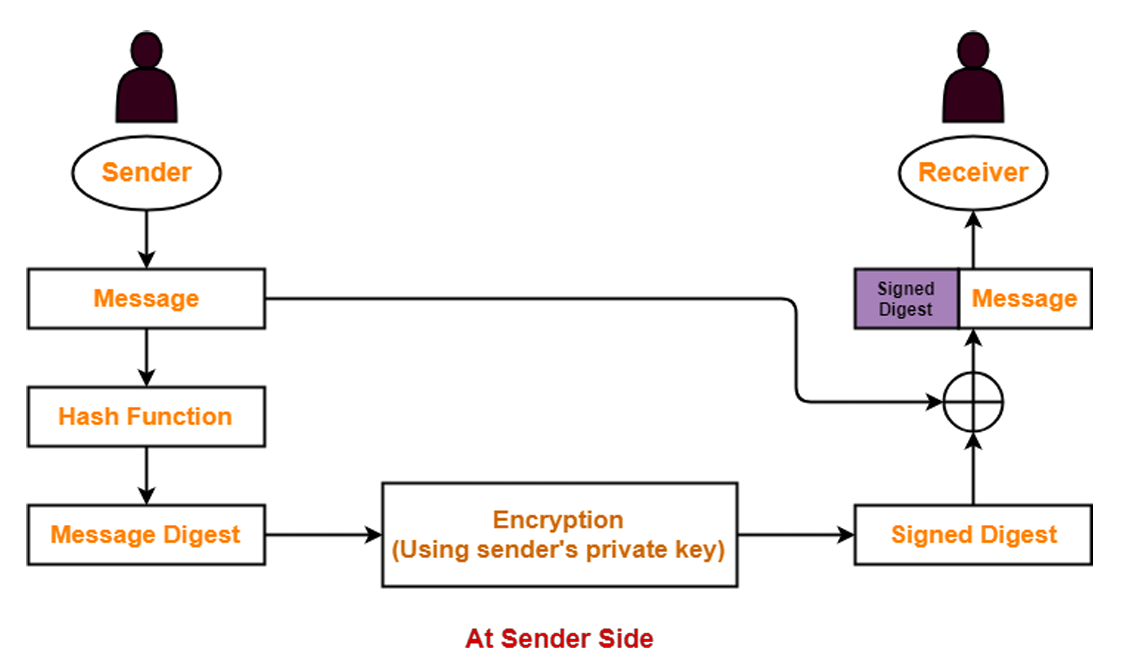 Sender
Receiver
Message
Signed
Digest
Message
Hash Function
Message Digest
Encryption
(Using sender's private key)
Signed Digest
At Sender Side